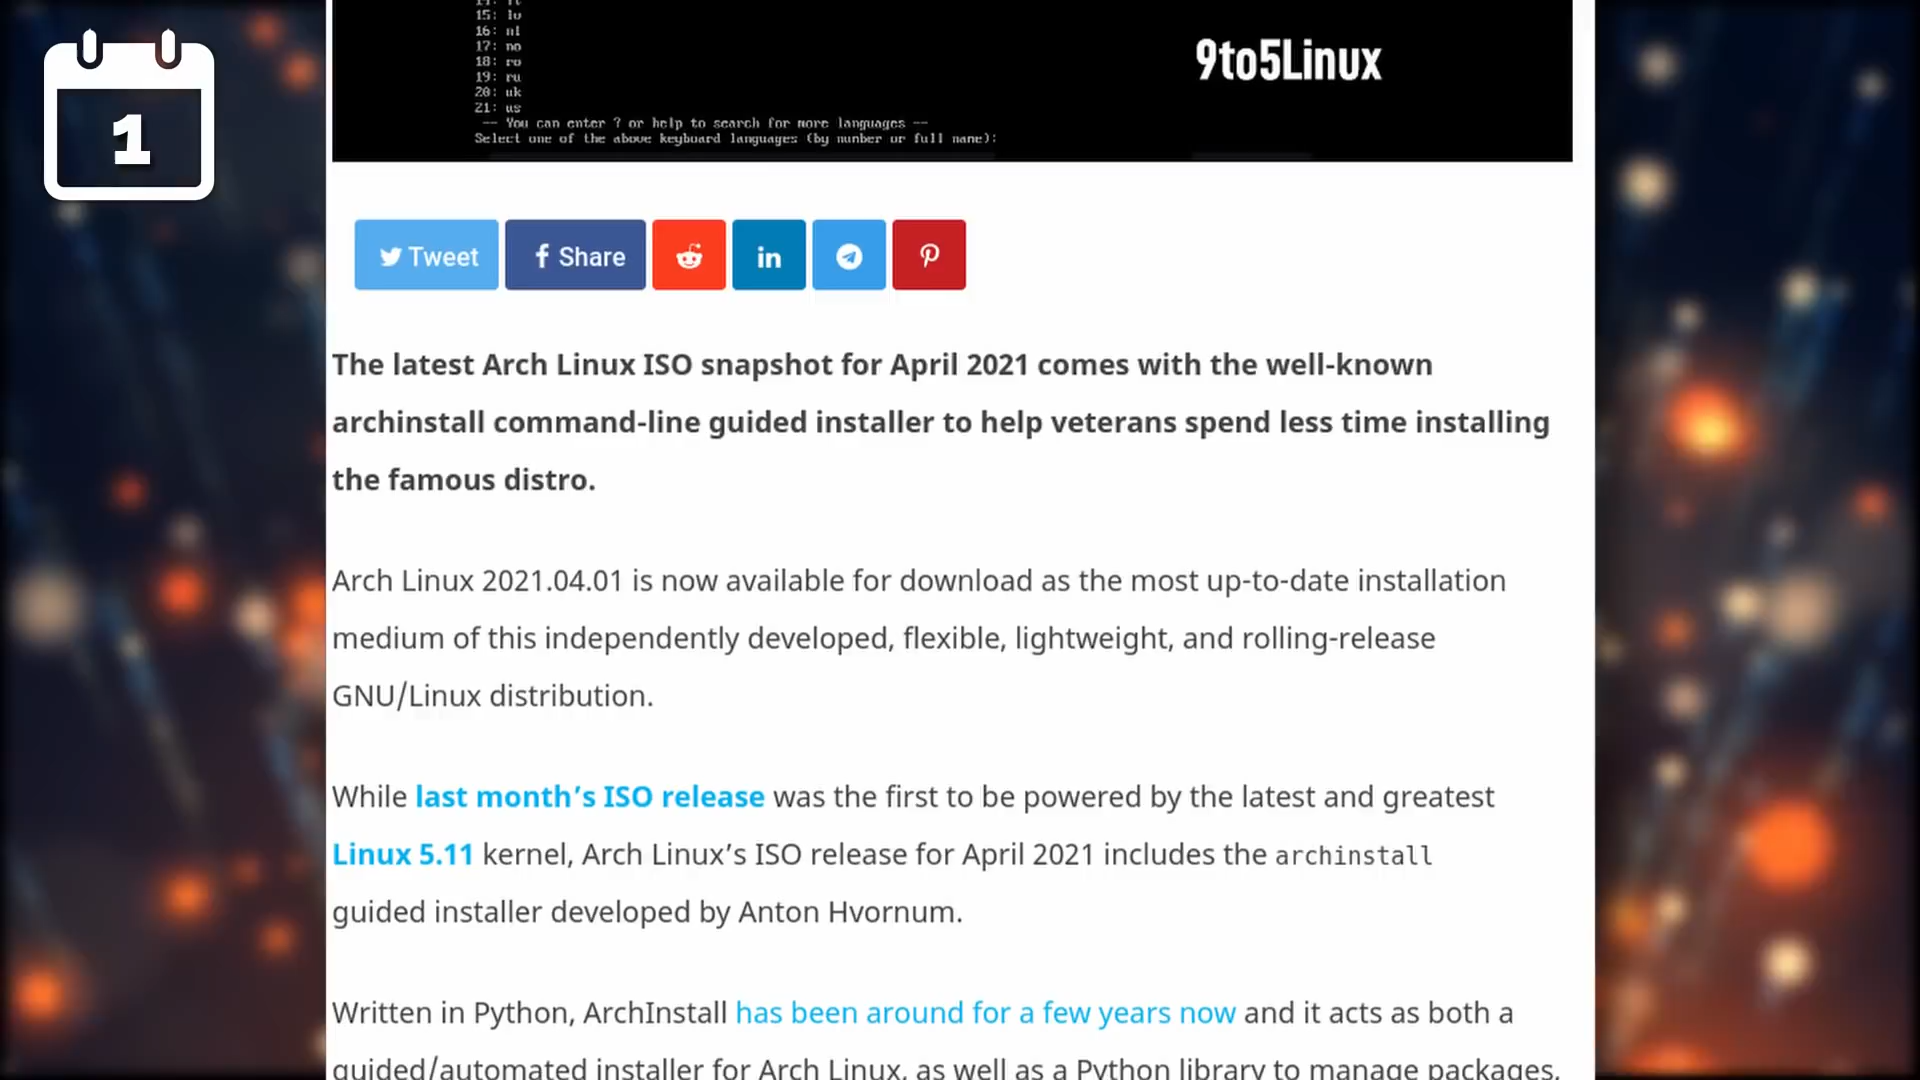 1
15: lv
16: nl
17: no
18: ro
19: ru
20: uk
21: us
-- You can enter ? or help to search for more languages --
Select one of the above keyboard languages (by number or full name):
9to5Linux
Tweet
Share
The latest Arch Linux ISO snapshot for April 2021 comes with the well-known
archinstall command-line guided installer to help veterans spend less time installing
the famous distro.
Arch Linux 2021.04.01 is now available for download as the most up-to-date installation
medium of this independently developed, flexible, lightweight, and rolling-release
GNU/Linux distribution.
While last month’s ISO release was the first to be powered by the latest and greatest
Linux 5.11 kernel, Arch Linux’s ISO release for April 2021 includes the archinstall
guided installer developed by Anton Hvornum.
Written in Python, ArchInstall has been around for a few years now and it acts as both a
guided/automated installer for Arch Linux, as well as a Python library to manage packages,